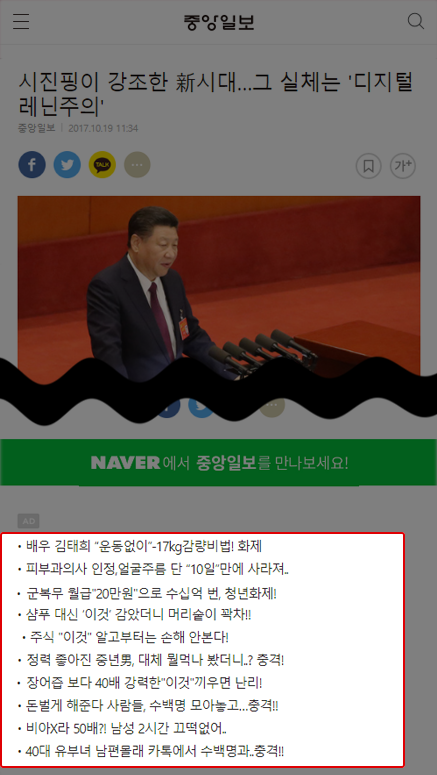 중앙일보
시진핑이 강조한 新시대...그 실체는 '디지털
레닌주의'
중앙일보 | 2017.10.19 11:34
f TALK ... 가+
NAVER에서 중앙일보를 만나보세요!
AD
• 배우 김태희 "운동없이"-17kg감량비법! 화제
• 피부과의사 인정,얼굴주름 단 "10일"만에 사라져..
• 군복무 월급"20만원"으로 수십억 번, 청년화제!
• 샴푸 대신 '이것' 감았더니 머리숱이 꽉차!!
• 주식 "이것" 알고부터는 손해 안본다!
• 정력 좋아진 중년男, 대체 뭘먹나 봤더니..? 충격!
• 장어즙 보다 40배 강력한"이것"끼우면 난리!
• 돈벌게 해준다 사람들, 수백명 모아놓고...충격!!
• 비아X라 50배?! 남성 2시간 끄떡없어..
• 40대 유부녀 남편몰래 카톡에서 수백명과..충격!!